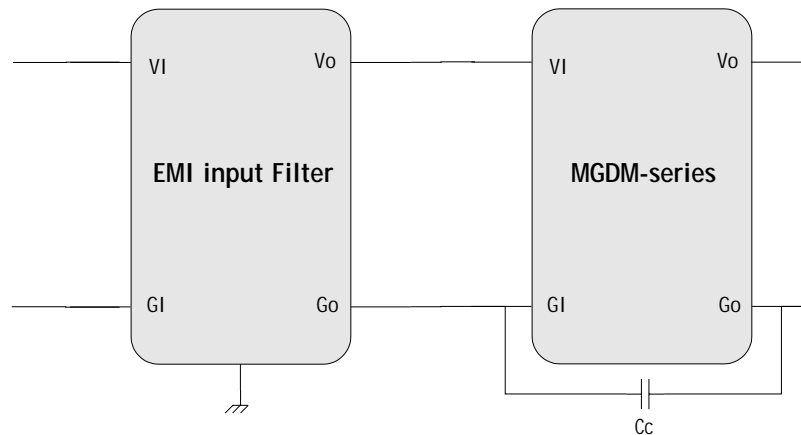 VI
Vo
VI
Vo
EMI input Filter
MGDM-series
GI
Go
GI
Go
Cc